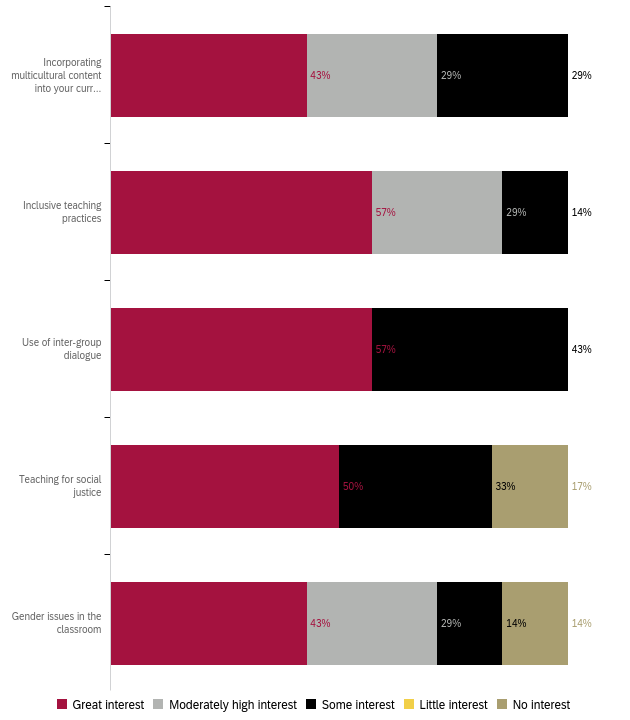 Incorporating
multicultural content
into your curr...
43%
29%
29%
Inclusive teaching
practices
57%
29%
14%
Use of inter-group
dialogue
57%
43%
Teaching for social
justice
50%
33%
17%
Gender issues in the
classroom
43%
29%
14%
14%
Great interest
Moderately high interest
Some interest
Little interest
No interest